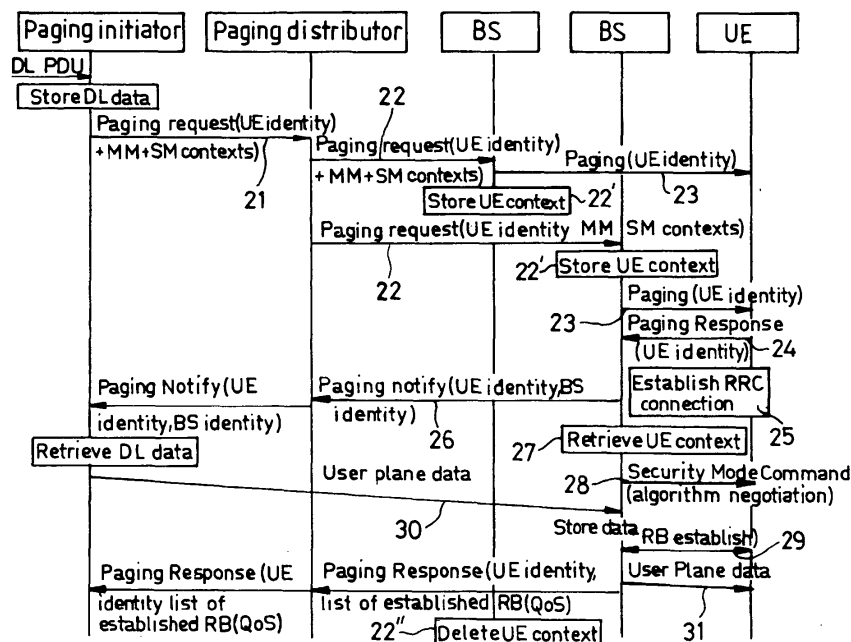 Paging initiator
Paging distributor
BS
BS
UE
DL PDU
Store DL data
Paging request(UE identity)
+ MM+SM contexts)
21
22
Paging request(UE identity)
+ MM+SM contexts)
Paging (UE identity)
23
Store UE context
22'
Paging request(UE identity MM SM contexts)
22
22'
Store UE context
Paging (UE identity)
23
Paging Response
24
(UE identity)
Establish RRC
connection
25
Paging notify (UE identity,BS
identity)
26
Paging Notify (UE
identity,BS identity)
27
Retrieve UE context
Retrieve DL data
User plane data
28
Security Mode Command
(algorithm negotiation)
30
Store data
RB establish)
29
User Plane data
31
Paging Response (UE identity,
list of established RB(QoS)
Paging Response (UE
identity list of
established RB(QoS)
22''
Delete UE context